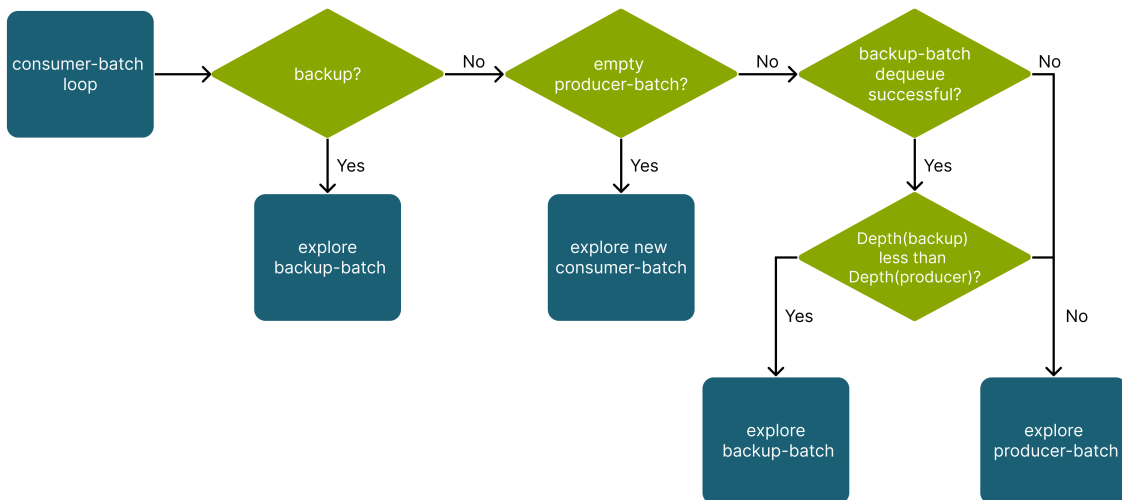 consumer-batch
loop
backup?
No
empty
producer-batch?
No
backup-batch
dequeue
successful?
No
Yes
Yes
Yes
explore
backup-batch
explore new
consumer-batch
Depth(backup)
less than
Depth(producer)?
Yes
No
explore
backup-batch
explore
producer-batch